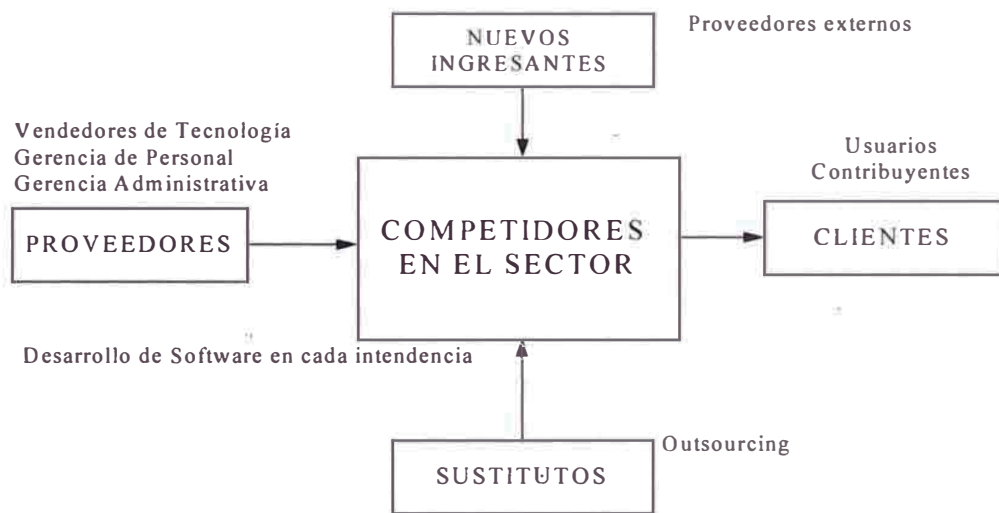 NUEVOS
INGRESANTES
Proveedores externos
Vendedores de Tecnología
Gerencia de Personal
Gerencia Administrativa
PROVEEDORES
COMPETIDORES
EN EL SECTOR
Usuarios
Contribuyentes
CLIENTES
Desarrollo de Software en cada intendencia
SUSTITUTOS
Outsourcing